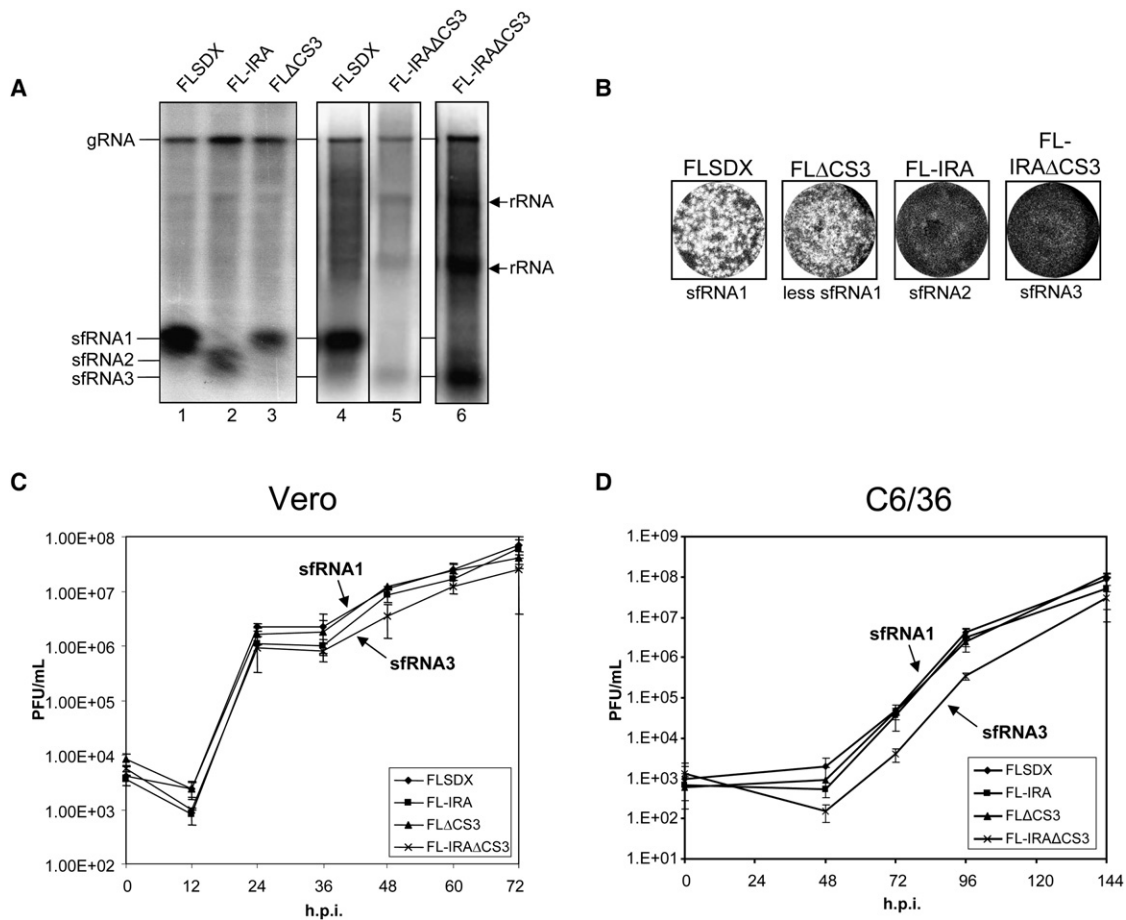 A
FLSDX
FL-IRA
FLΔCS3
FLSDX
FL-IRAΔCS3
FL-IRAΔCS3
gRNA
rRNA
rRNA
sfRNA1
sfRNA2
sfRNA3
1 2 3 4 5 6
B
FLSDX
FLΔCS3
FL-IRA
FL-
IRAΔCS3
sfRNA1
less sfRNA1
sfRNA2
sfRNA3
C
Vero
PFU/mL
1.00E+08
1.00E+07
1.00E+06
1.00E+05
1.00E+04
1.00E+03
1.00E+02
sfRNA1
sfRNA3
FLSDX
FL-IRA
FLΔCS3
FL-IRAΔCS3
0 12 24 36 48 60 72
h.p.i.
D
C6/36
PFU/mL
1.E+09
1.E+08
1.E+07
1.E+06
1.E+05
1.E+04
1.E+03
1.E+02
1.E+01
sfRNA1
sfRNA3
FLSDX
FL-IRA
FLΔCS3
FL-IRAΔCS3
0 24 48 72 96 144
h.p.i.